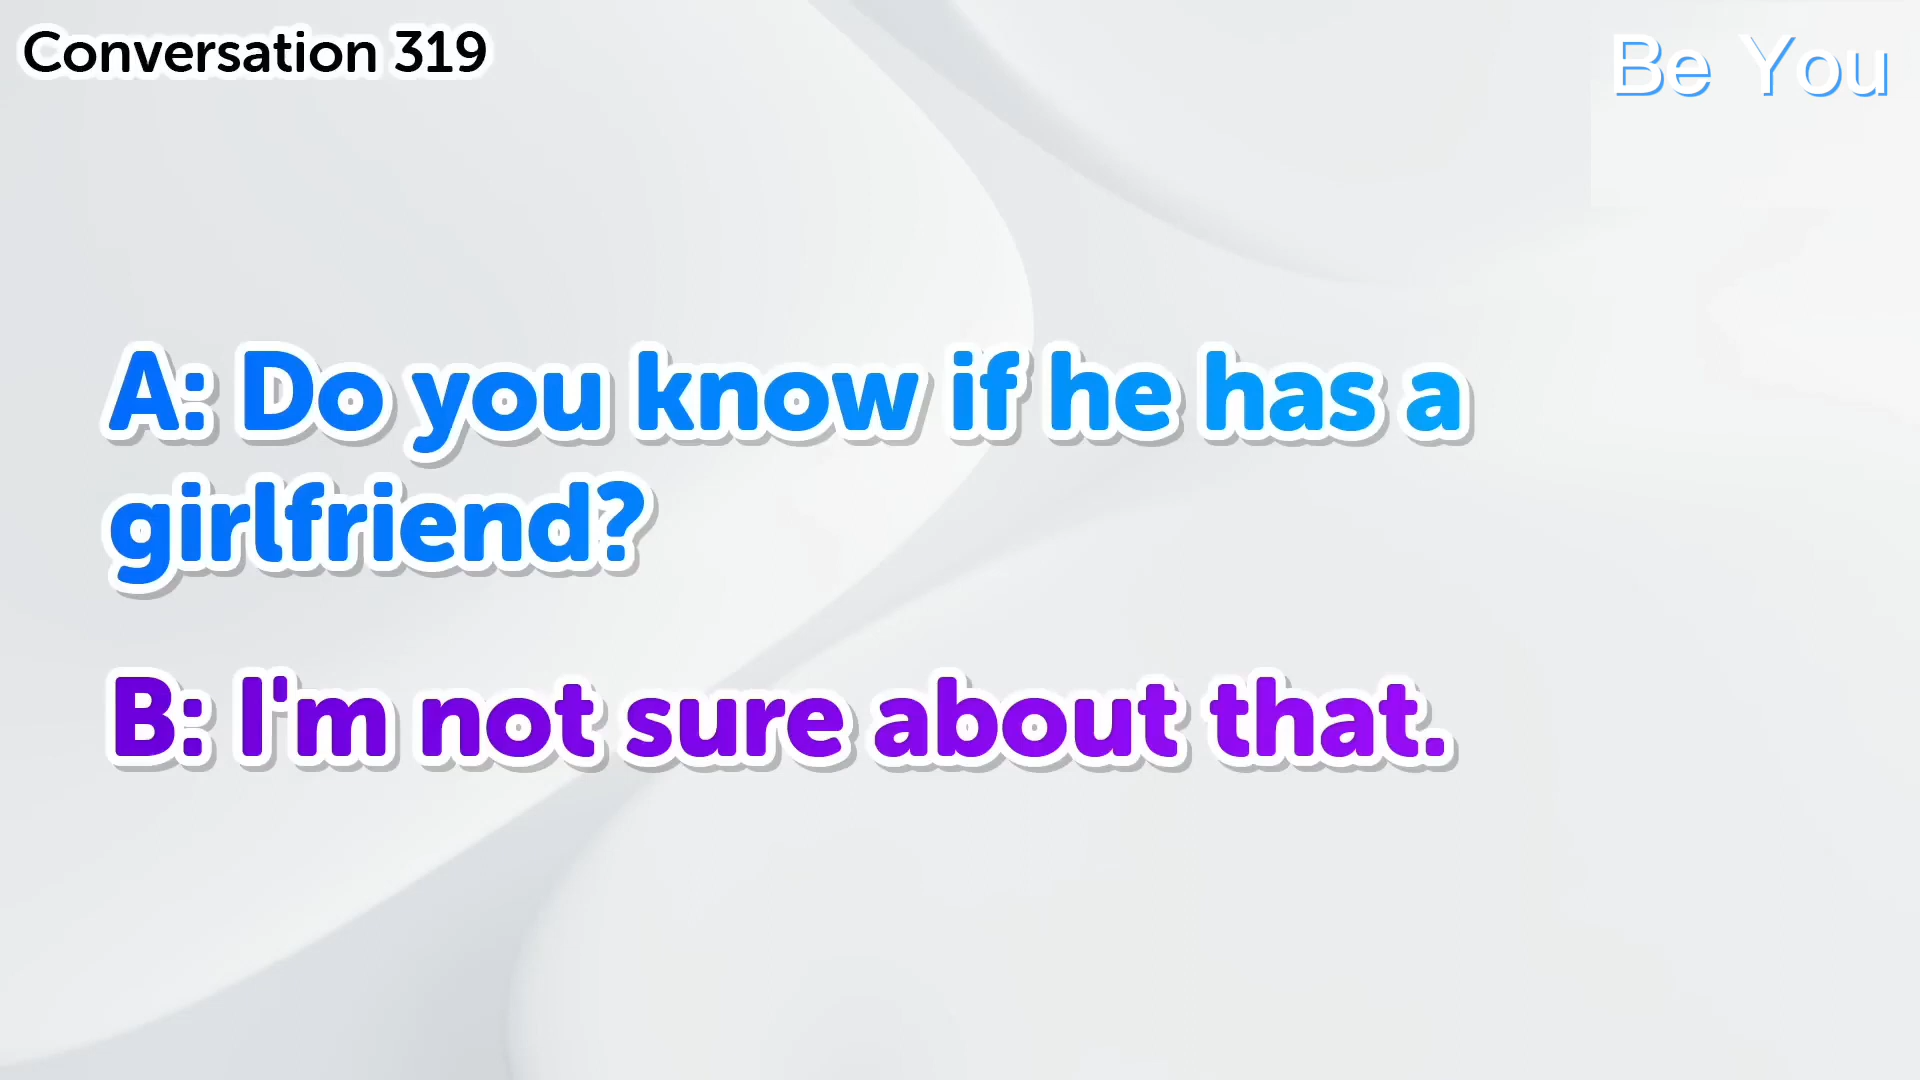 Conversation 319
Be You
A: Do you know if he has a
girlfriend?
B: I'm not sure about that.